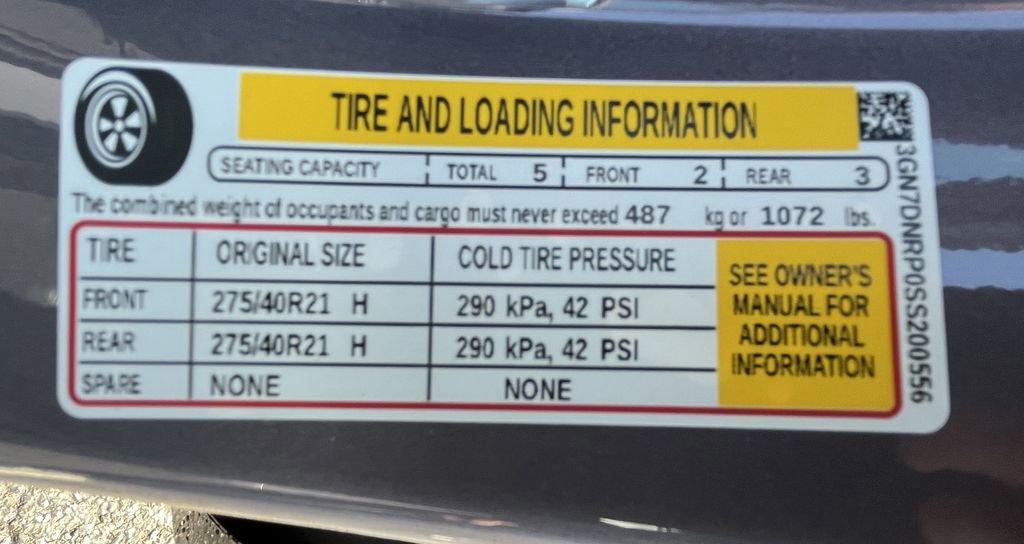 TIRE AND LOADING INFORMATION
SEATING CAPACITY TOTAL 5 FRONT 2 REAR 3
The combined weight of occupants and cargo must never exceed 487 kg or 1072 lbs.
TIRE ORIGINAL SIZE COLD TIRE PRESSURE
FRONT 275/40R21 H 290 kPa, 42 PSI
REAR 275/40R21 H 290 kPa, 42 PSI
SPARE NONE NONE
SEE OWNER'S
MANUAL FOR
ADDITIONAL
INFORMATION
3GN7DNRP0SS200556